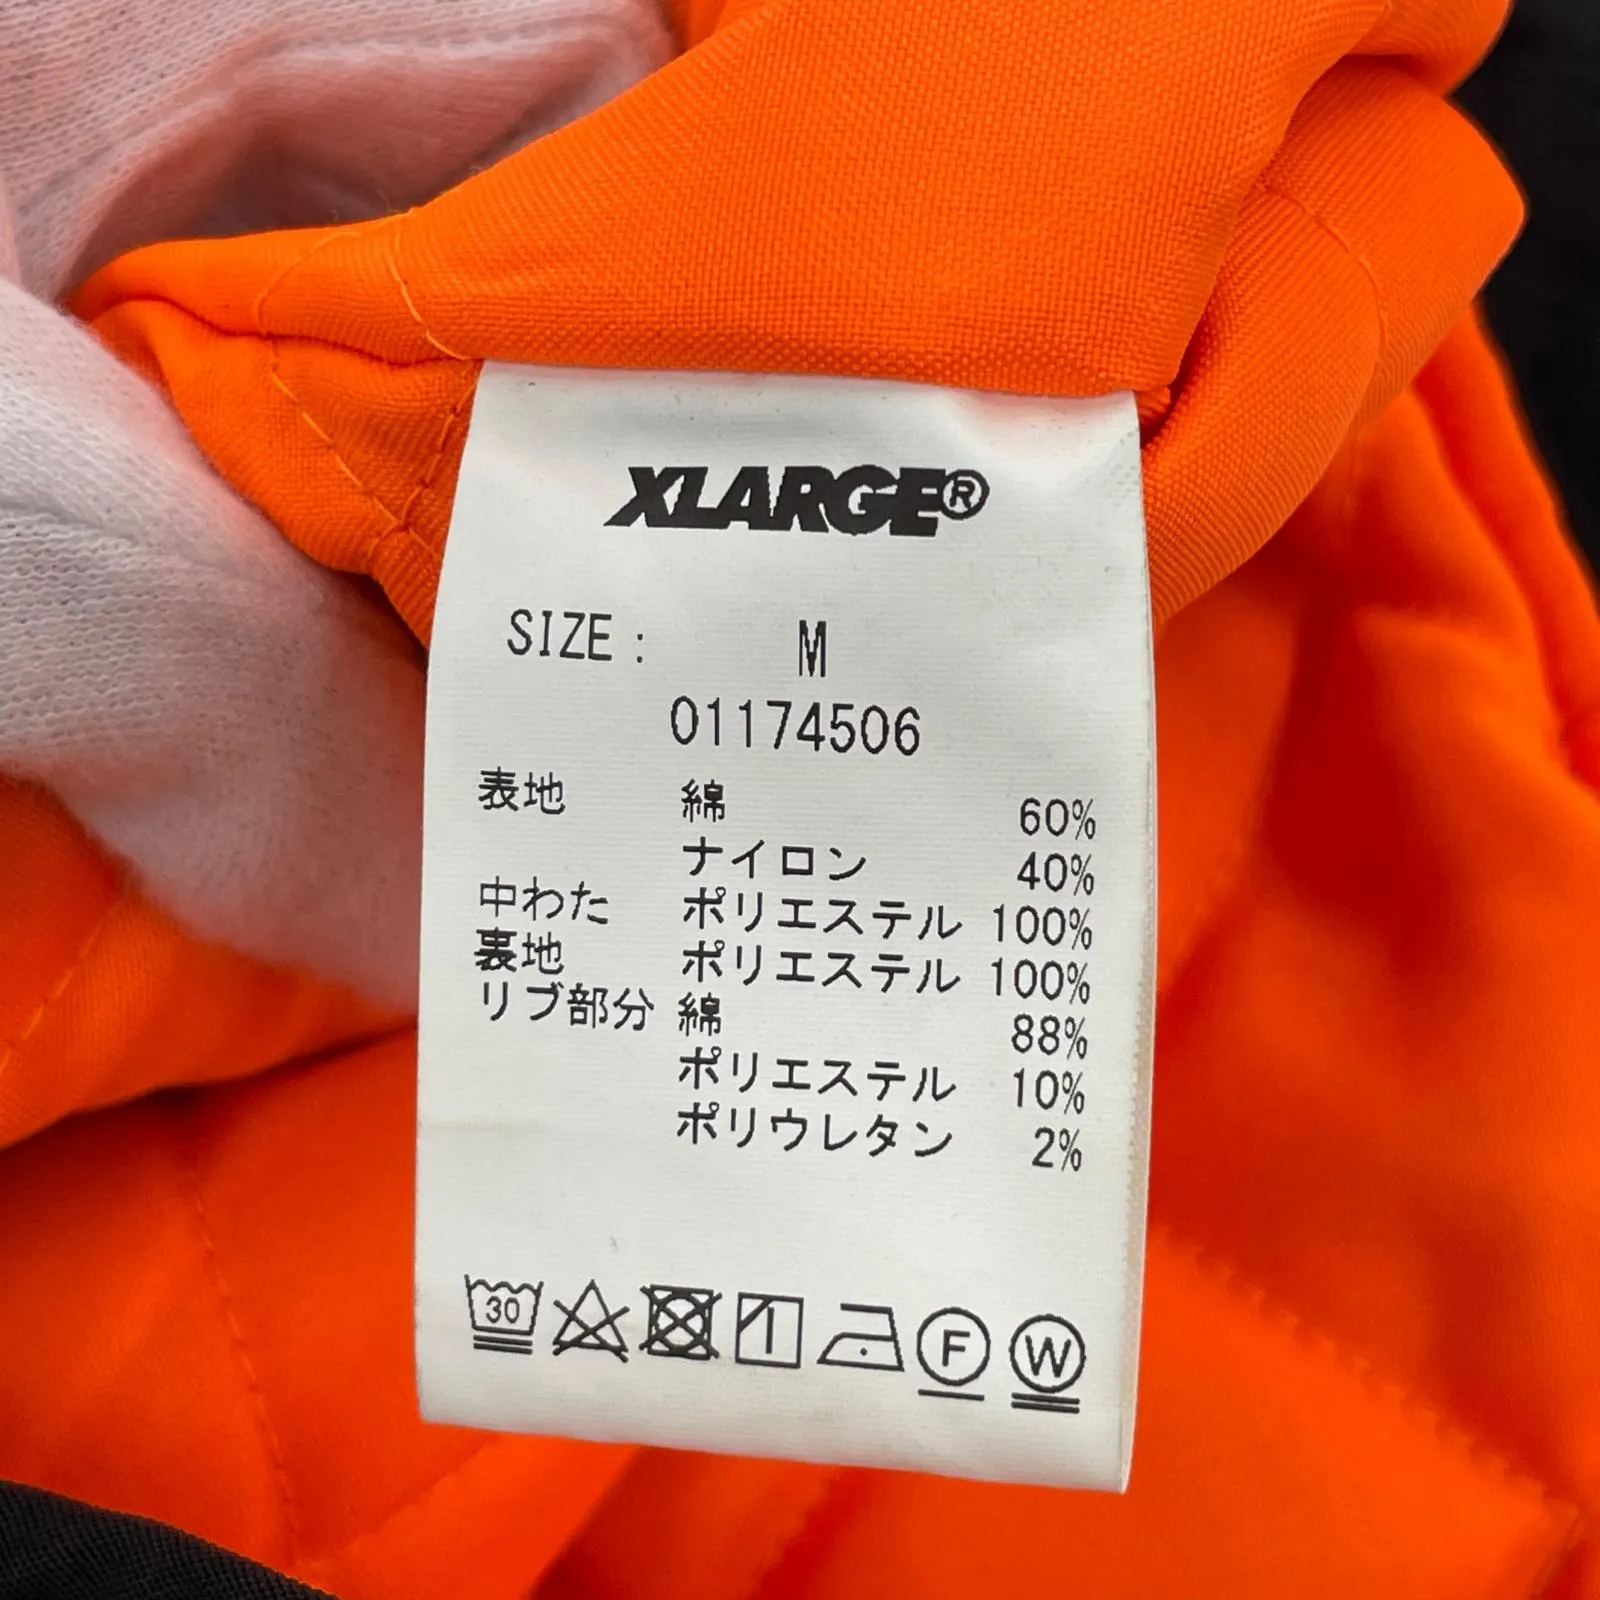 XLARGE®
SIZE : M
01174506
表地 綿 60%
ナイロン 40%
中わた ポリエステル 100%
裏地 ポリエステル 100%
リブ部分 綿 88%
ポリエステル 10%
ポリウレタン 2%
30 F W